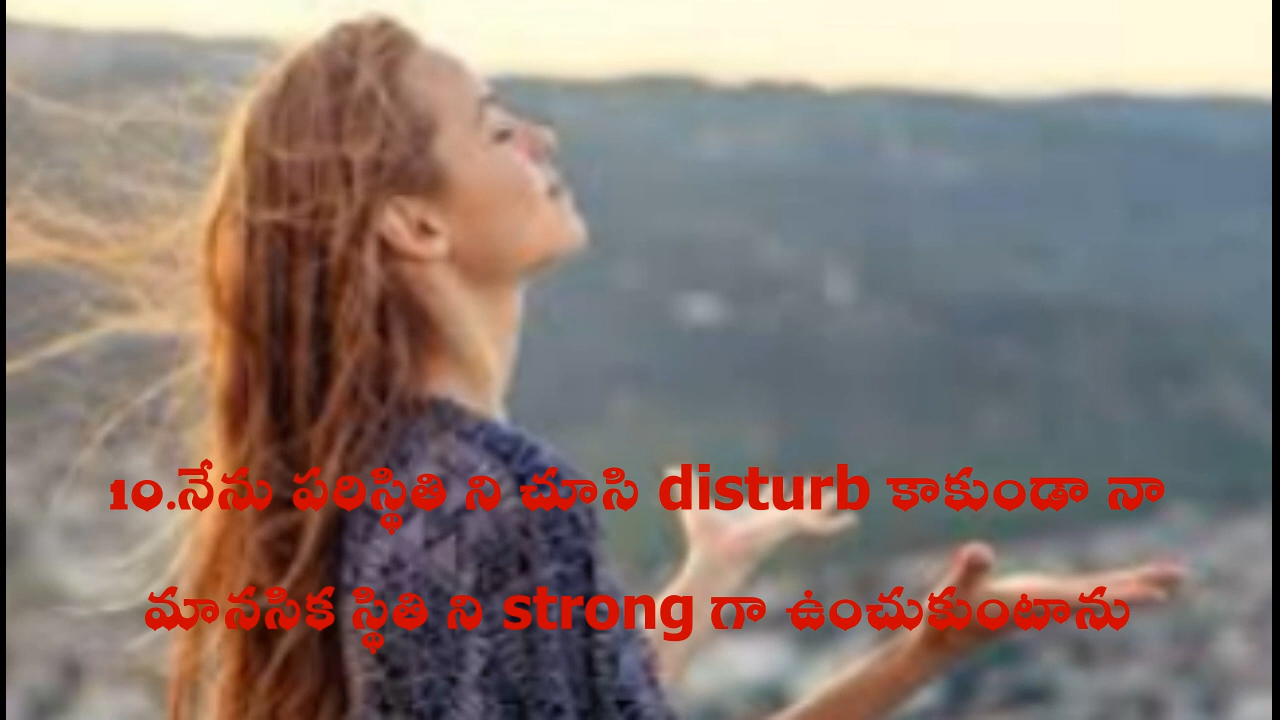 10.నేను పరిస్థితి ని చూసి disturb కాకుండా నా
మానసిక స్థితి ని strong గా ఉంచుకుంటాను